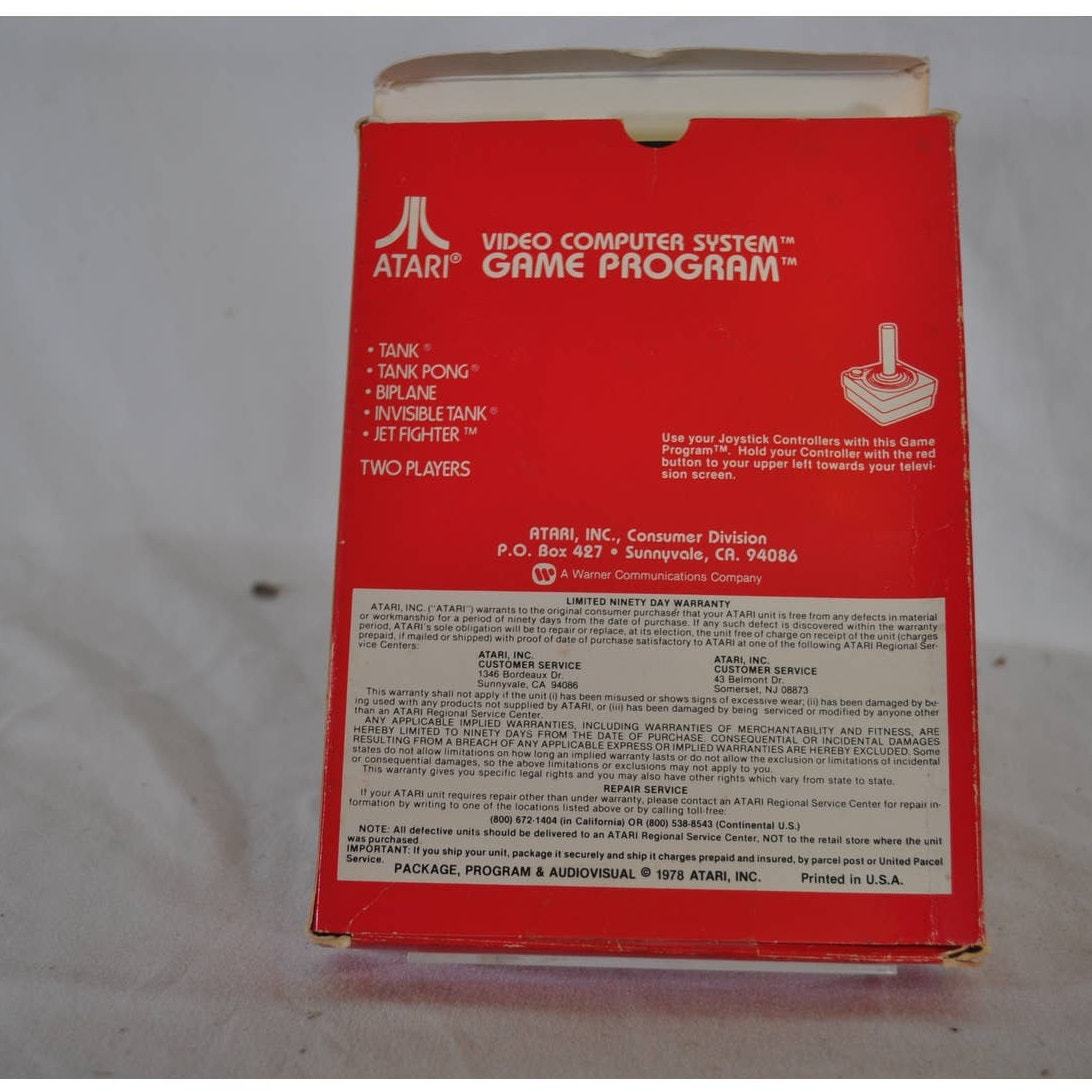 ATARI® VIDEO COMPUTER SYSTEM™
GAME PROGRAM™
• TANK®
• TANK PONG®
• BIPLANE
• INVISIBLE TANK®
• JET FIGHTER™
TWO PLAYERS
Use your Joystick Controllers with this Game
Program™. Hold your Controller with the red
button to your upper left towards your televi-
sion screen.
ATARI, INC., Consumer Division
P.O. Box 427 • Sunnyvale, CA. 94086
A Warner Communications Company
LIMITED NINETY DAY WARRANTY
ATARI, INC. ("ATARI") warrants to the original consumer purchaser that your ATARI unit is free from any defects in material
or workmanship for a period of ninety days from the date of purchase. If any such defect is discovered within the warranty
period, ATARI's sole obligation will be to repair or replace, at its election, the unit free of charge on receipt of the unit (charges
prepaid, if mailed or shipped) with proof of date of purchase satisfactory to ATARI at one of the following ATARI Regional Ser-
vice Centers:
ATARI, INC.
CUSTOMER SERVICE
1346 Bordeaux Dr.
Sunnyvale, CA 94086
ATARI, INC.
CUSTOMER SERVICE
43 Belmont Dr.
Somerset, NJ 08873
This warranty shall not apply if the unit (i) has been misused or shows signs of excessive wear; (ii) has been damaged by be-
ing used with any products not supplied by ATARI, or (iii) has been damaged by being serviced or modified by anyone other
than an ATARI Regional Service Center.
ANY APPLICABLE IMPLIED WARRANTIES, INCLUDING WARRANTIES OF MERCHANTABILITY AND FITNESS, ARE
HEREBY LIMITED TO NINETY DAYS FROM THE DATE OF PURCHASE. CONSEQUENTIAL OR INCIDENTAL DAMAGES
RESULTING FROM A BREACH OF ANY APPLICABLE EXPRESS OR IMPLIED WARRANTIES ARE HEREBY EXCLUDED. Some
states do not allow limitations on how long an implied warranty lasts or do not allow the exclusion or limitations of incidental
or consequential damages, so the above limitations or exclusions may not apply to you.
This warranty gives you specific legal rights and you may also have other rights which vary from state to state.
REPAIR SERVICE
If your ATARI unit requires repair other than under warranty, please contact an ATARI Regional Service Center for repair in-
formation by writing to one of the locations listed above or by calling toll-free:
(800) 672-1404 (in California) OR (800) 538-8543 (Continental U.S.)
NOTE: All defective units should be delivered to an ATARI Regional Service Center, NOT to the retail store where the unit
was purchased.
IMPORTANT: If you ship your unit, package it securely and ship it charges prepaid and insured, by parcel post or United Parcel
Service.
PACKAGE, PROGRAM & AUDIOVISUAL © 1978 ATARI, INC. Printed in U.S.A.